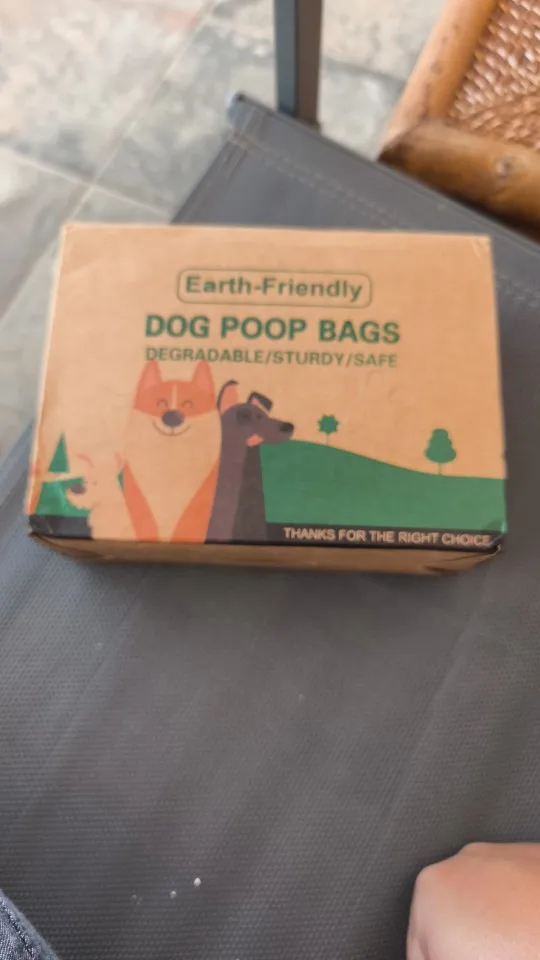 Earth-Friendly
DOG POOP BAGS
DEGRADABLE/STURDY/SAFE
THANKS FOR THE RIGHT CHOICE